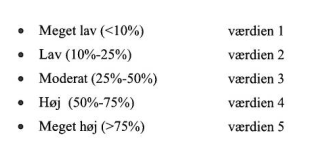 • Meget lav (<10%) værdien 1
• Lav (10%-25%) værdien 2
• Moderat (25%-50%) værdien 3
• Høj (50%-75%) værdien 4
• Meget høj (>75%) værdien 5